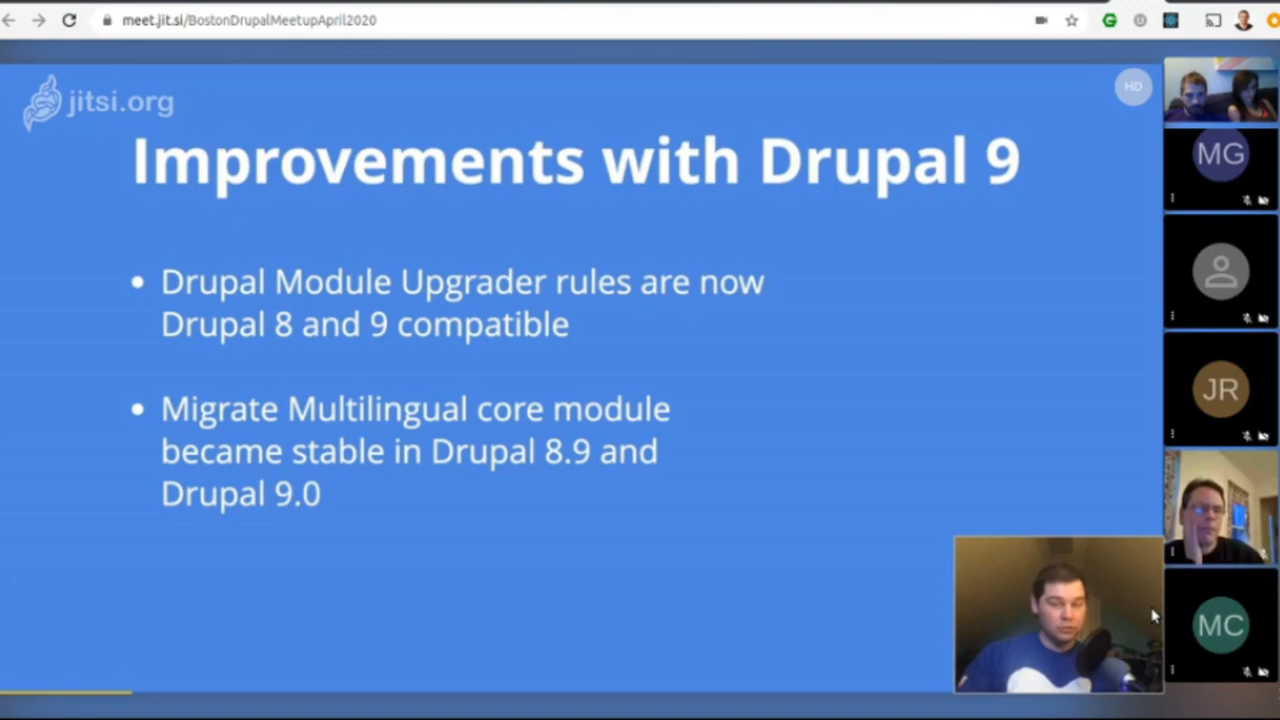 meet.jit.si/BostonDrupalMeetupApril2020
jitsi.org
HD
Improvements with Drupal 9
• Drupal Module Upgrader rules are now
Drupal 8 and 9 compatible
• Migrate Multilingual core module
became stable in Drupal 8.9 and
Drupal 9.0
MG
JR
MC